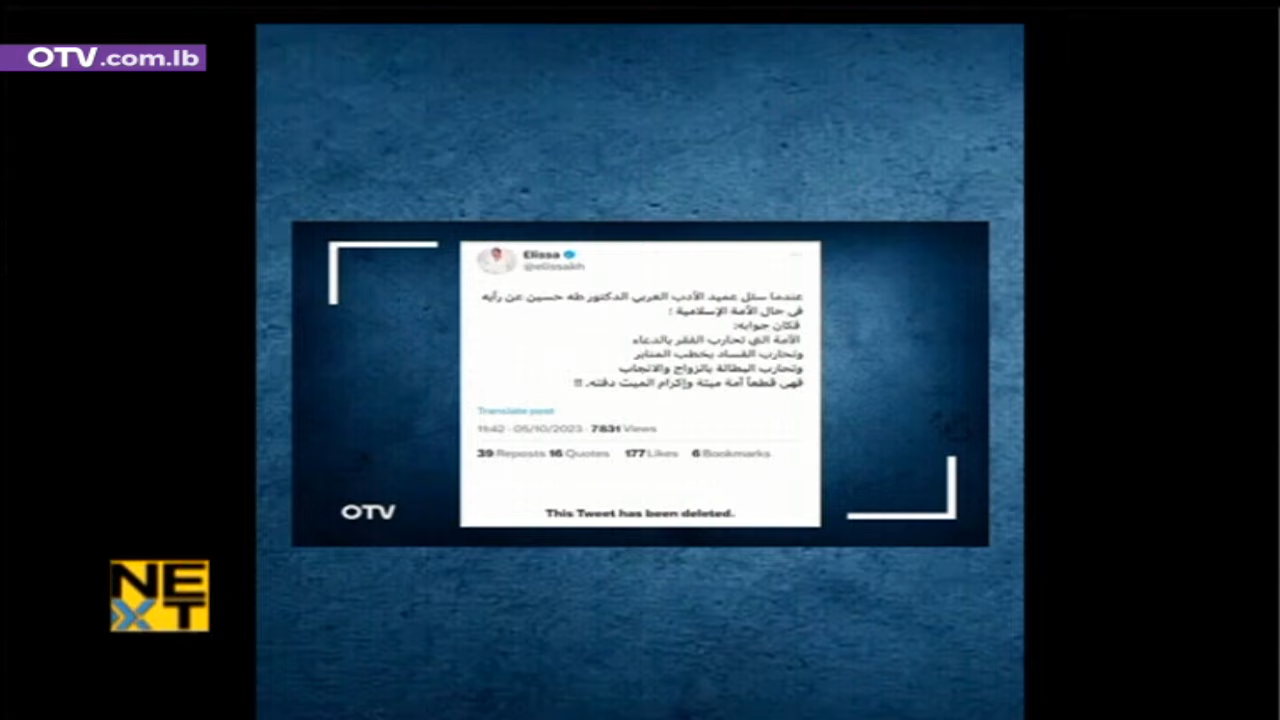 OTV.com.lb
Elissa
@elissakh
عندما سئل عميد الأدب العربي الدكتور طه حسين عن رأيه
في حال الأمة الإسلامية :
فكان جوابه:
الأمة التي تحارب الفقر بالدعاء
وتحارب الفساد بخطب المنابر
وتحارب البطالة بالزواج والانجاب
فهي قطعاً أمة ميتة وإكرام الميت دفنه. !!
Translate post
11:42 · 05/10/2023 · 7 831 Views
39 Reposts 16 Quotes 177 Likes 6 Bookmarks
This Tweet has been deleted.
OTV
NEXT